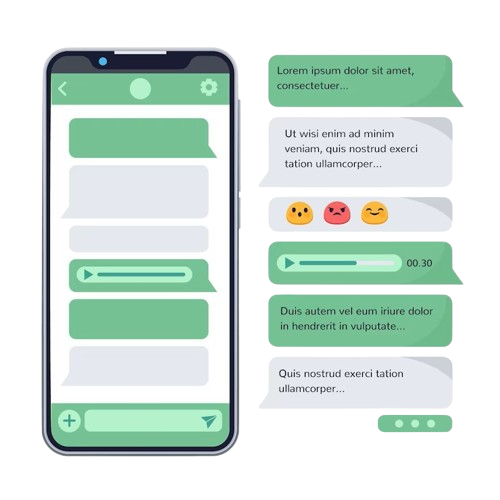 Lorem ipsum dolor sit amet,
consectetuer...
Ut wisi enim ad minim
veniam, quis nostrud exerci
tation ullamcorper...
00.30
Duis autem vel eum iriure dolor
in hendrerit in vulputate...
Quis nostrud exerci tation
ullamcorper...